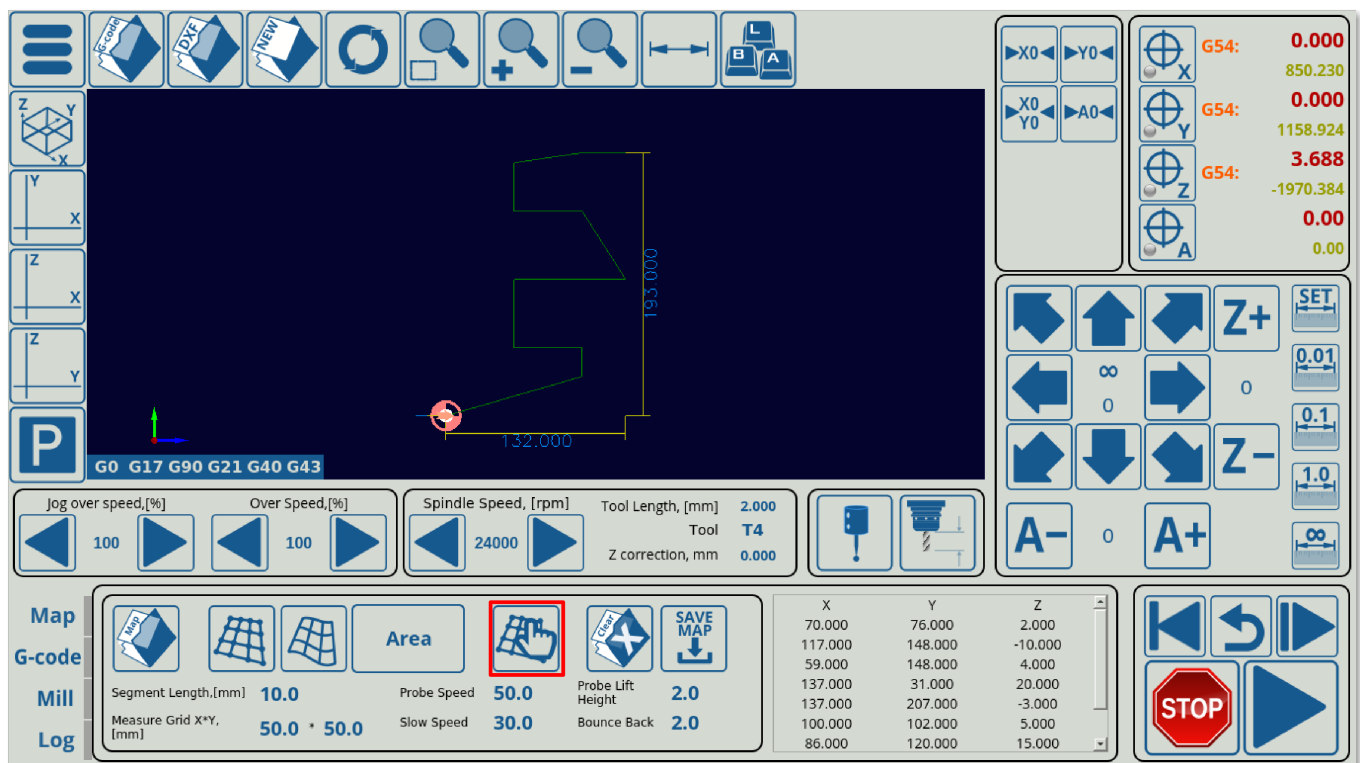 G-code DXF NEW L B A
Z Y X
Y X
Z X
Z Y
P
193.000
132.000
G0 G17 G90 G21 G40 G43
X0 Y0
X0 Y0 A0
X G54: 0.000
850.230
Y G54: 0.000
1158.924
Z G54: 3.688
-1970.384
A 0.00
0.00
Z+ SET
∞ 0 0 0.01
Z- 0.1
1.0
A- 0 A+ ∞
Jog over speed,[%] Over Speed,[%]
100 100
Spindle Speed, [rpm]
24000
Tool Length, [mm] 2.000
Tool T4
Z correction, mm 0.000
Map
G-code
Mill
Log
Map Area Clear X SAVE MAP
Segment Length,[mm] 10.0 Probe Speed 50.0 Probe Lift Height 2.0
Measure Grid X*Y, [mm] 50.0 * 50.0 Slow Speed 30.0 Bounce Back 2.0
X Y Z
70.000 76.000 2.000
117.000 148.000 -10.000
59.000 148.000 4.000
137.000 31.000 20.000
137.000 207.000 -3.000
100.000 102.000 5.000
86.000 120.000 15.000
STOP